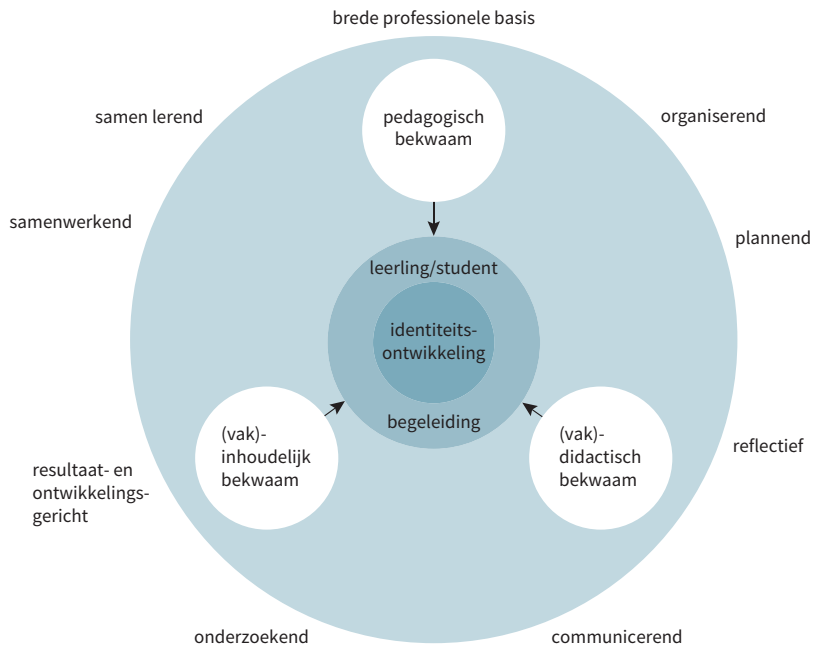 brede professionele basis
samen lerend
organiserend
pedagogisch
bekwaam
samenwerkend
plannend
leerling/student
identiteits-
ontwikkeling
begeleiding
(vak)-
inhoudelijk
bekwaam
(vak)-
didactisch
bekwaam
reflectief
resultaat- en
ontwikkelings-
gericht
onderzoekend
communicerend